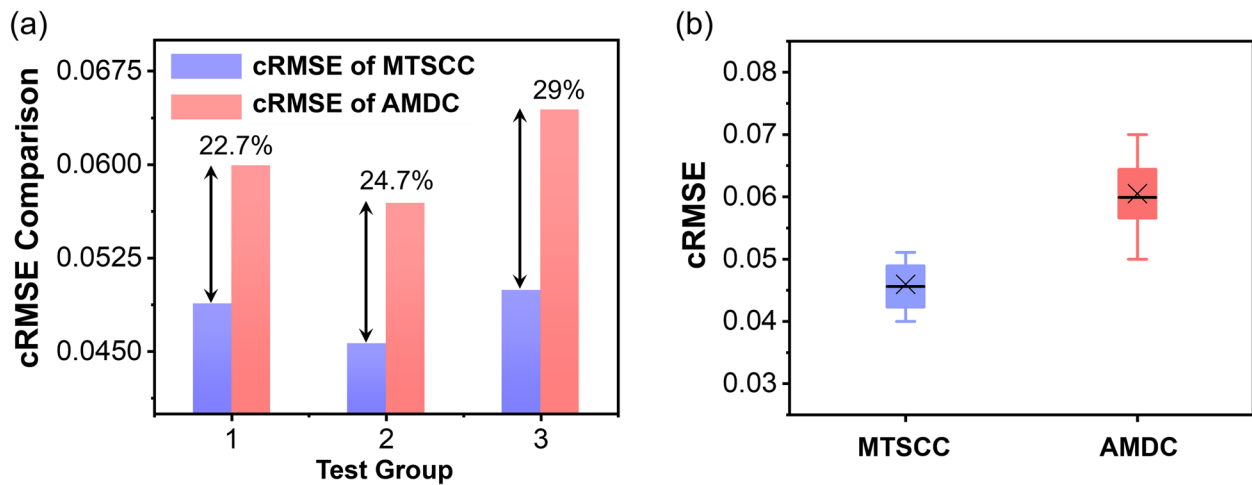 (a)
cRMSE Comparison
0.0675
0.0600
0.0525
0.0450
cRMSE of MTSCC
cRMSE of AMDC
22.7%
24.7%
29%
1
2
3
Test Group
(b)
cRMSE
0.08
0.07
0.06
0.05
0.04
0.03
MTSCC
AMDC